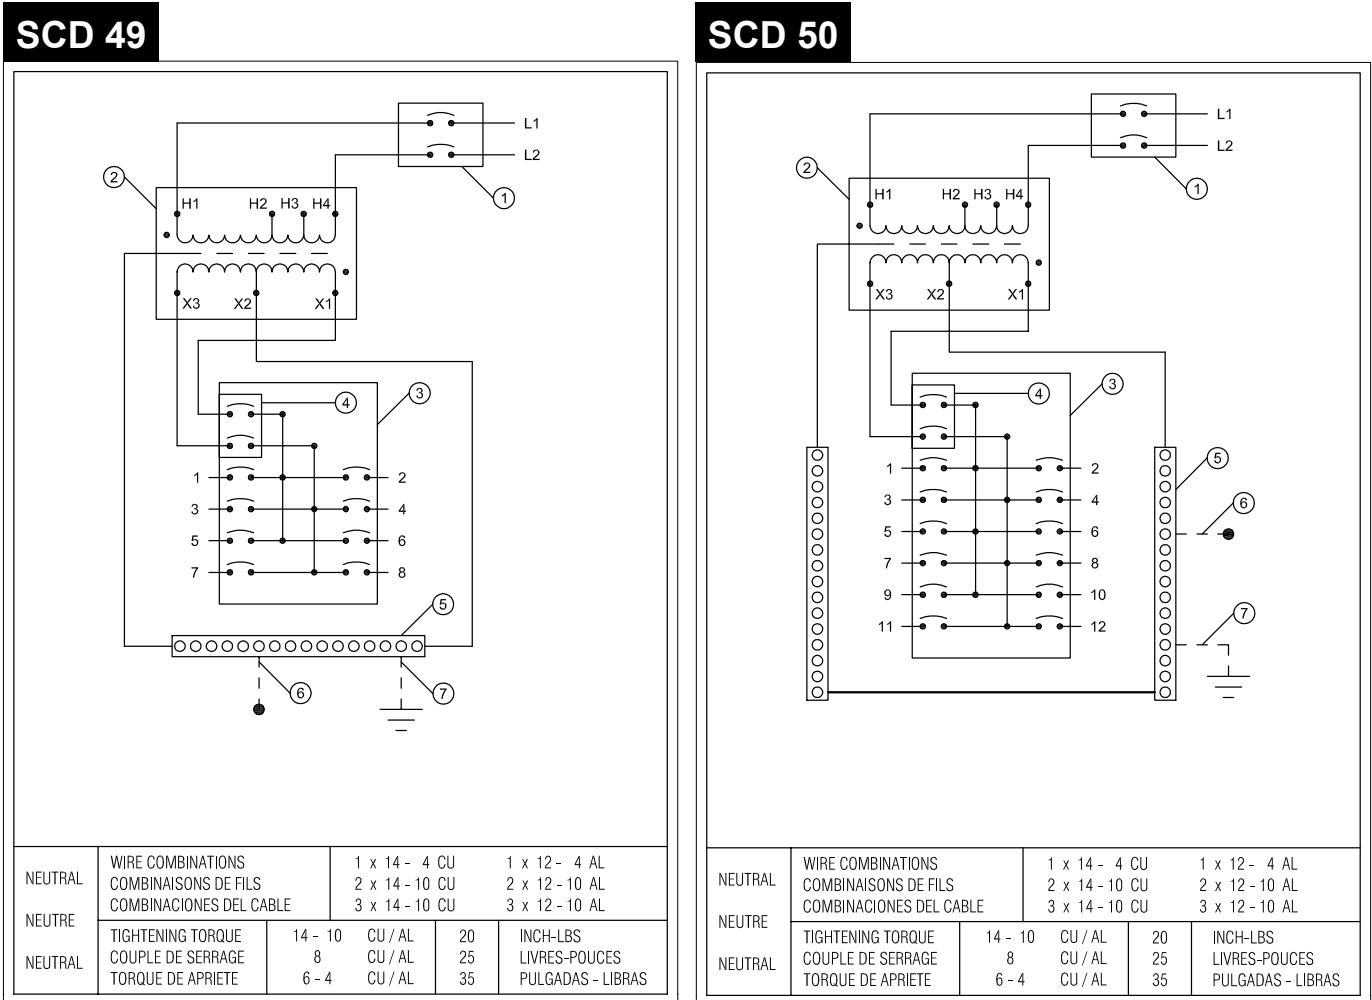 SCD 49
L1
L2
1
2
H1 H2 H3 H4
X3 X2 X1
3
4
1 2
3 4
5 6
7 8
5
6
7
NEUTRAL
NEUTRE
NEUTRAL
WIRE COMBINATIONS 1 x 14 - 4 CU 1 x 12 - 4 AL
COMBINAISONS DE FILS 2 x 14 - 10 CU 2 x 12 - 10 AL
COMBINACIONES DEL CABLE 3 x 14 - 10 CU 3 x 12 - 10 AL
TIGHTENING TORQUE 14 - 10 CU / AL 20 INCH-LBS
COUPLE DE SERRAGE 8 CU / AL 25 LIVRES-POUCES
TORQUE DE APRIETE 6 - 4 CU / AL 35 PULGADAS - LIBRAS
SCD 50
L1
L2
1
2
H1 H2 H3 H4
X3 X2 X1
3
4
1 2
3 4
5 6
7 8
9 10
11 12
5
6
7
NEUTRAL
NEUTRE
NEUTRAL
WIRE COMBINATIONS 1 x 14 - 4 CU 1 x 12 - 4 AL
COMBINAISONS DE FILS 2 x 14 - 10 CU 2 x 12 - 10 AL
COMBINACIONES DEL CABLE 3 x 14 - 10 CU 3 x 12 - 10 AL
TIGHTENING TORQUE 14 - 10 CU / AL 20 INCH-LBS
COUPLE DE SERRAGE 8 CU / AL 25 LIVRES-POUCES
TORQUE DE APRIETE 6 - 4 CU / AL 35 PULGADAS - LIBRAS